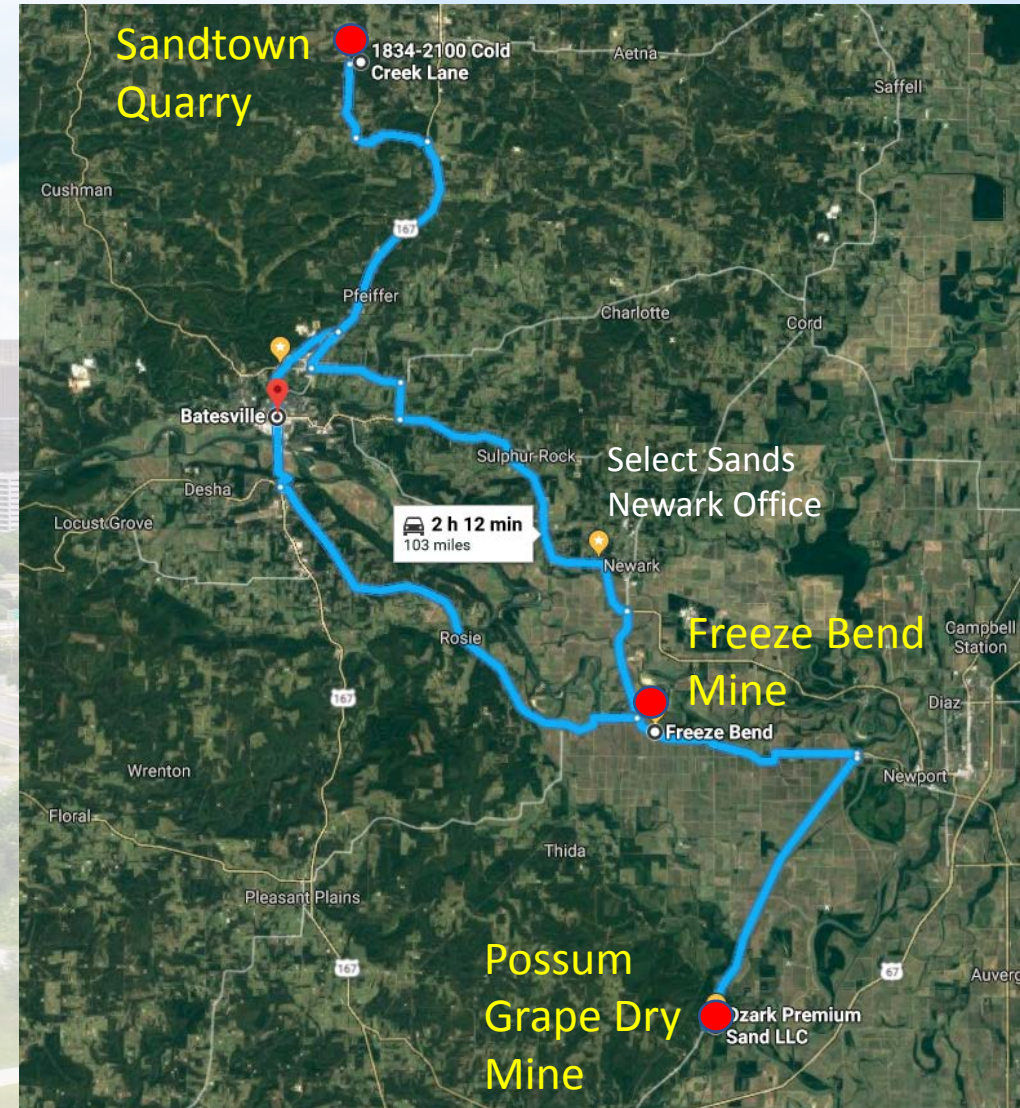 Sandtown
Quarry
1834-2100 Cold
Creek Lane
Aetna
Saffell
Cushman
167
Pfeiffer
Charlotte
Cord
Batesville
Sulphur Rock
Select Sands
Newark Office
Desha
Locust Grove
2 h 12 min
103 miles
Newark
Rosie
Freeze Bend
Mine
Campbell
Station
167
Diaz
Freeze Bend
Wrenton
Newport
Floral
Thida
Pleasant Plains
Possum
Grape Dry
Mine
167
67
Auverg
Ozark Premium
Sand LLC